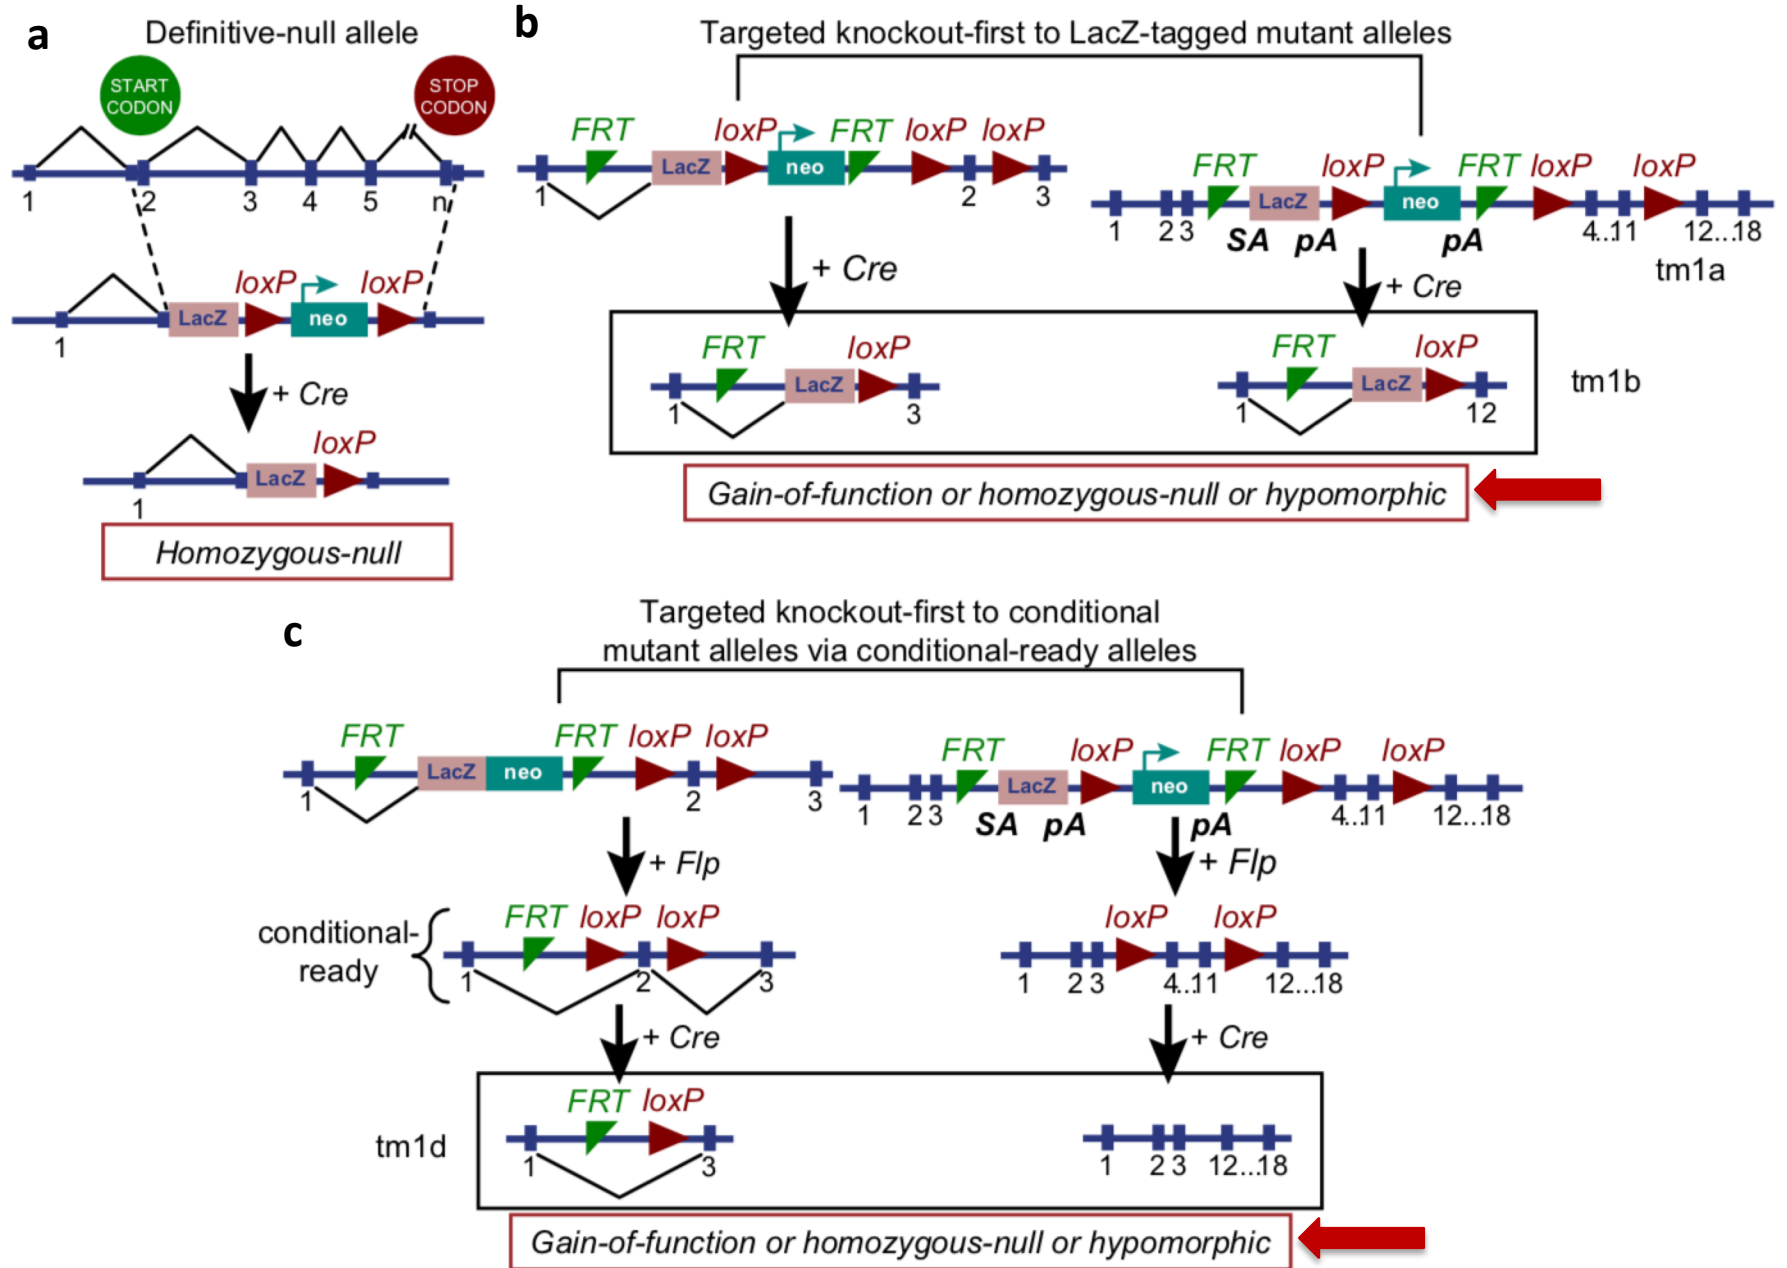 a
Definitive-null allele
START
CODON
STOP
CODON
1 2 3 4 5 n
loxP loxP
LacZ neo
1
+ Cre
loxP
LacZ
1
Homozygous-null
b
Targeted knockout-first to LacZ-tagged mutant alleles
FRT loxP FRT loxP loxP
LacZ neo
1 2 3
FRT loxP FRT loxP loxP
LacZ neo
1 2 3 4...11 12...18
SA pA pA
tm1a
+ Cre
+ Cre
FRT loxP
LacZ
1 3
FRT loxP
LacZ
1 12
tm1b
Gain-of-function or homozygous-null or hypomorphic
c
Targeted knockout-first to conditional
mutant alleles via conditional-ready alleles
FRT FRT loxP loxP
LacZ neo
1 2 3
FRT loxP FRT loxP loxP
LacZ neo
1 2 3 4...11 12...18
SA pA pA
+ Flp
+ Flp
conditional-
ready
FRT loxP loxP
1 2 3
loxP loxP
1 2 3 4...11 12...18
+ Cre
+ Cre
tm1d
FRT loxP
1 3
1 2 3 12...18
Gain-of-function or homozygous-null or hypomorphic